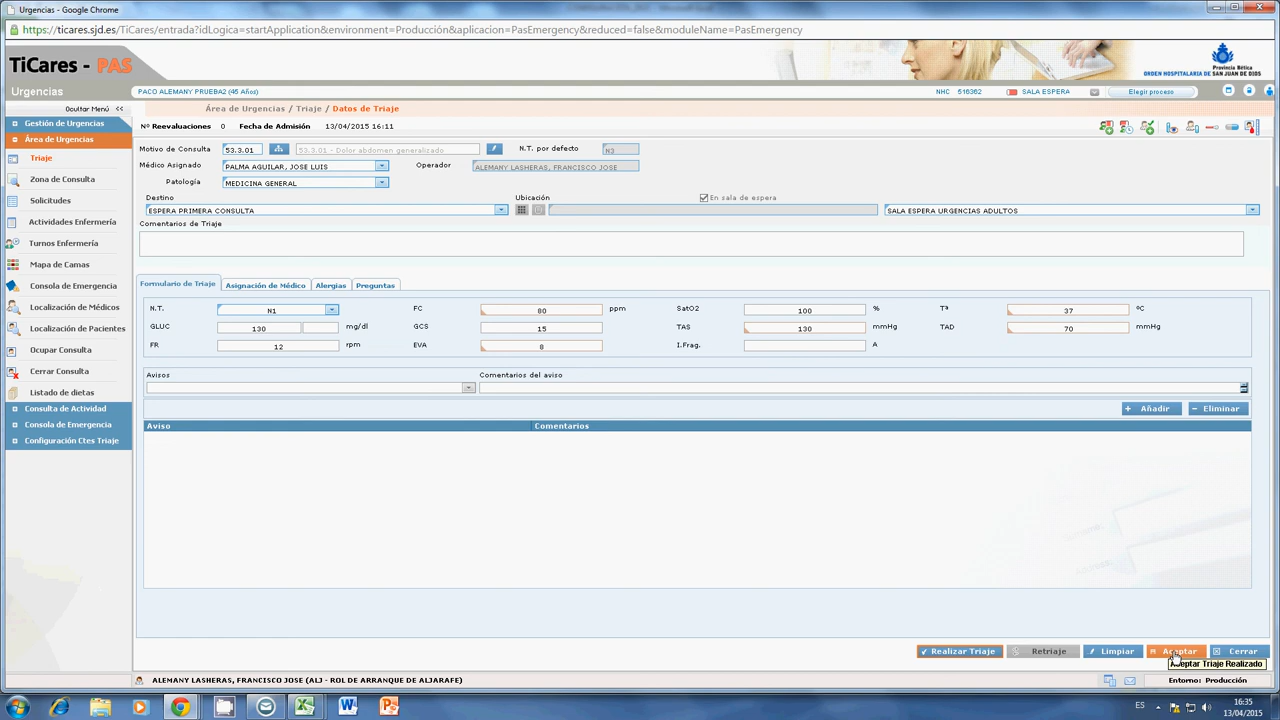 Urgencias - Google Chrome
https://ticares.sjd.es/TiCares/entrada?idLogica=startApplication&environment=Producción&aplicacion=PasEmergency&reduced=false&moduleName=PasEmergency
TiCares - PAS
Provincia Bética
ORDEN HOSPITALARIA DE SAN JUAN DE DIOS
Urgencias
PACO ALEMANY PRUEBA2 (45 Años)
NHC 516362
SALA ESPERA
Elegir proceso
Ocultar Menú <<
Área de Urgencias / Triaje / Datos de Triaje
Gestión de Urgencias
Área de Urgencias
Triaje
Zona de Consulta
Solicitudes
Actividades Enfermería
Turnos Enfermería
Mapa de Camas
Consola de Emergencia
Localización de Médicos
Localización de Pacientes
Ocupar Consulta
Cerrar Consulta
Listado de dietas
Consulta de Actividad
Consola de Emergencia
Configuración Ctes Triaje
Nº Reevaluaciones 0 Fecha de Admisión 13/04/2015 16:11
Motivo de Consulta 53.3.01 53.3.01 - Dolor abdomen generalizado N.T. por defecto N3
Médico Asignado PALMA AGUILAR, JOSE LUIS Operador ALEMANY LASHERAS, FRANCISCO JOSE
Patología MEDICINA GENERAL
Destino Ubicación En sala de espera
ESPERA PRIMERA CONSULTA SALA ESPERA URGENCIAS ADULTOS
Comentarios de Triaje
Formulario de Triaje Asignación de Médico Alergias Preguntas
N.T. N1 FC 80 ppm SatO2 100 % Tª 37 ºC
GLUC 130 mg/dl GCS 15 TAS 130 mmHg TAD 70 mmHg
FR 12 rpm EVA 8 I.Frag. A
Avisos Comentarios del aviso
+ Añadir − Eliminar
Aviso Comentarios
Realizar Triaje Retriaje Limpiar Aceptar Cerrar
Aceptar Triaje Realizado
ALEMANY LASHERAS, FRANCISCO JOSE (ALJ - ROL DE ARRANQUE DE ALJARAFE)
Entorno: Producción
ES
16:35
13/04/2015